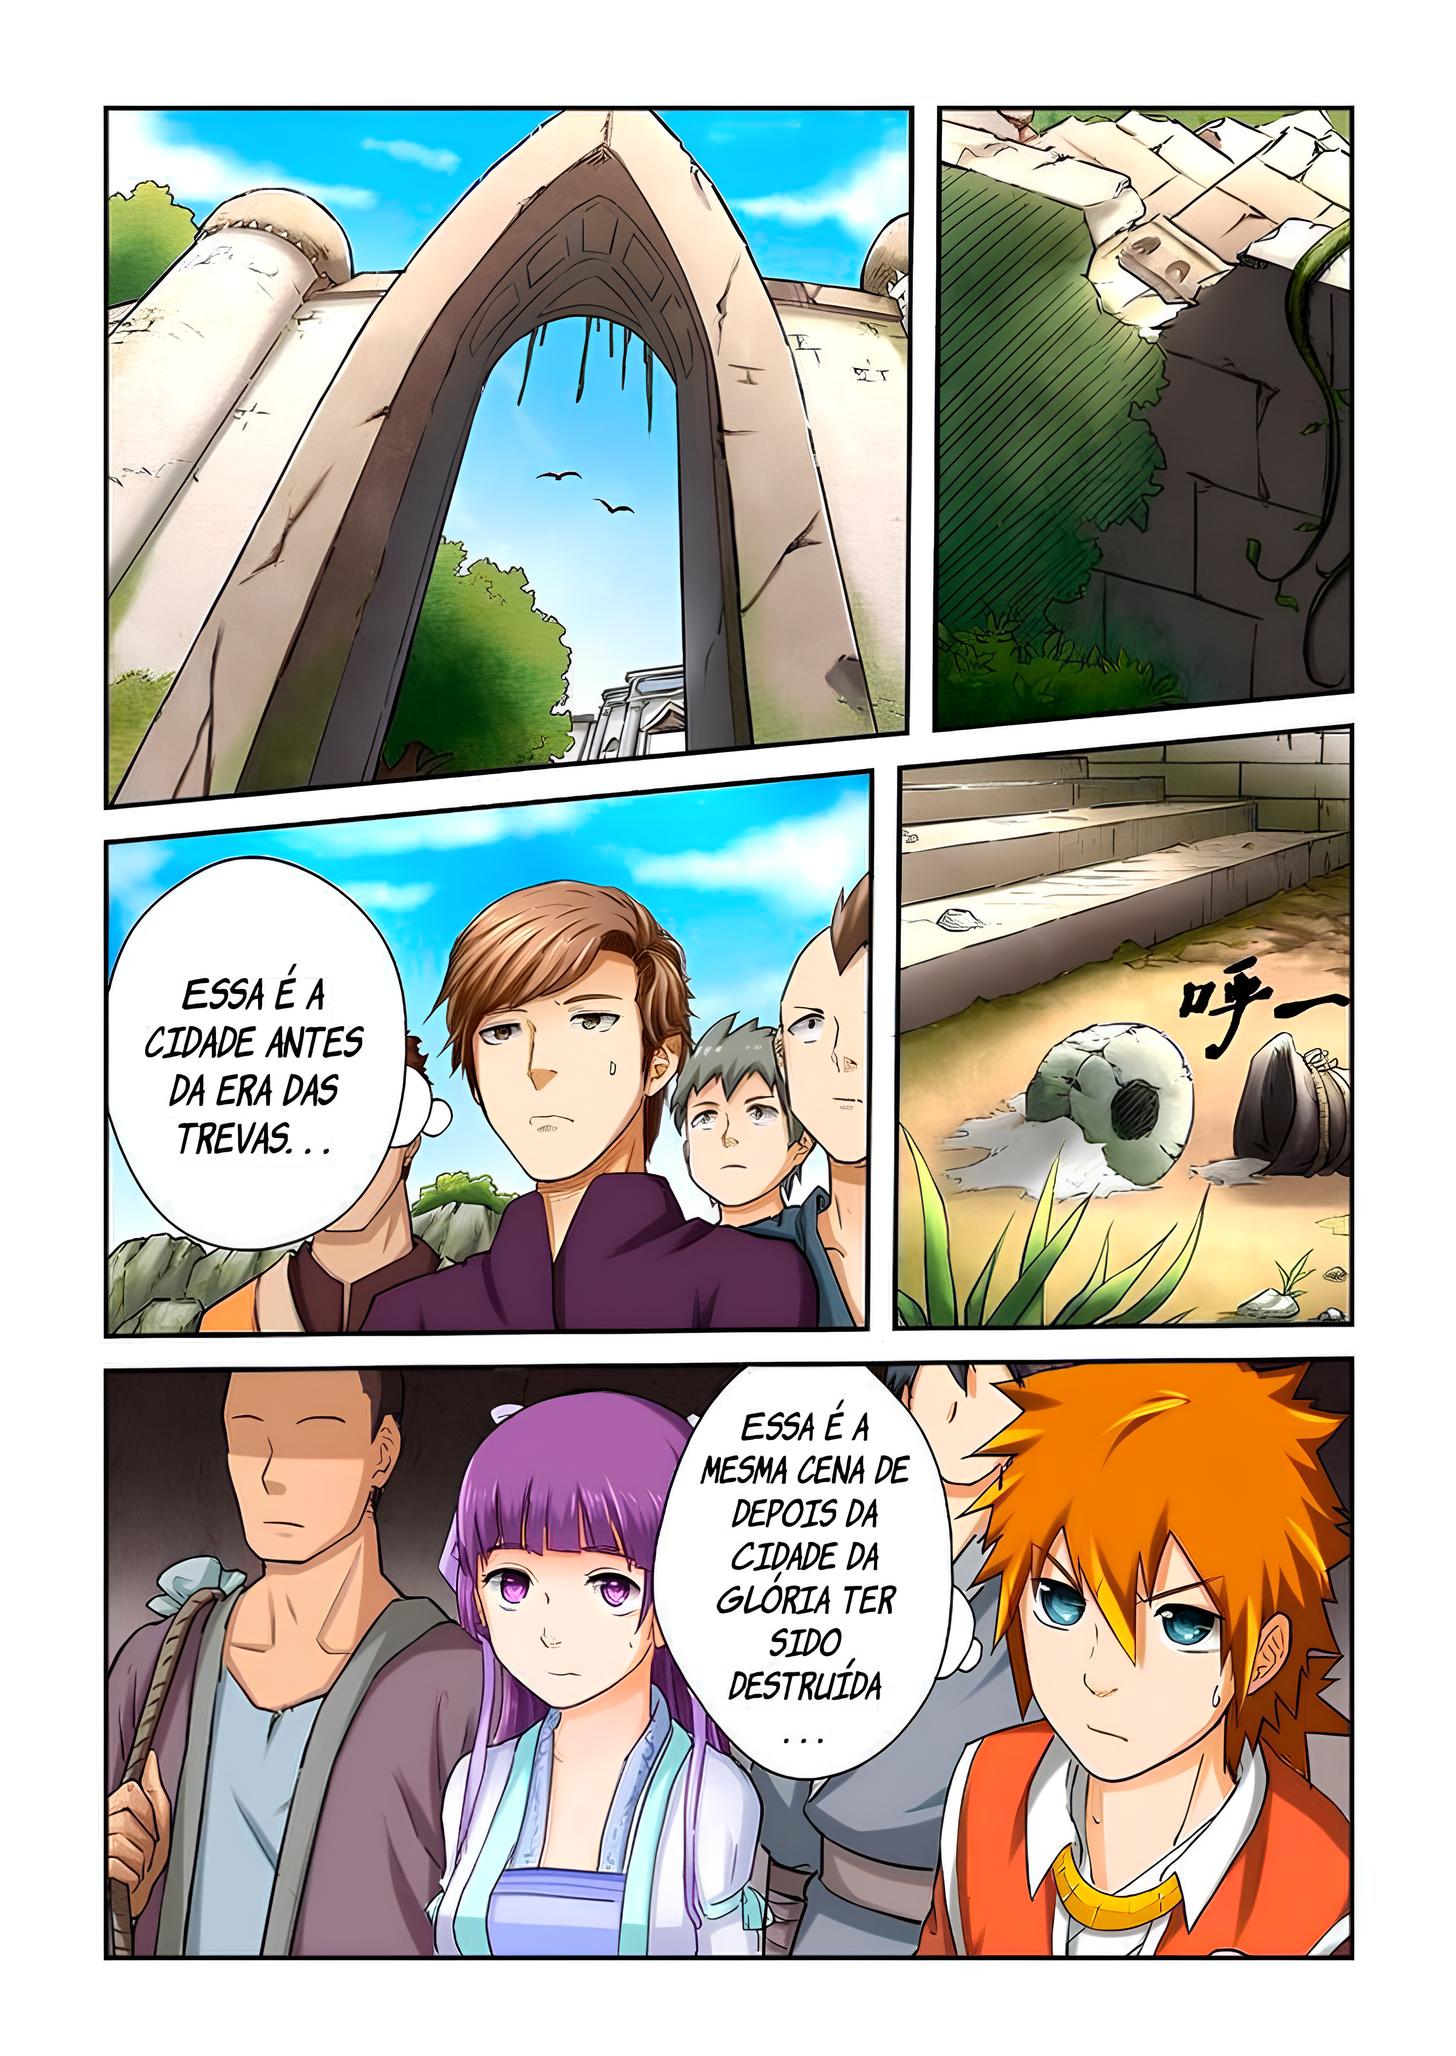 ESSA É A
CIDADE ANTES
DA ERA DAS
TREVAS...
呼一
ESSA É A
MESMA CENA DE
DEPOIS DA
CIDADE DA
GLÓRIA TER
SIDO
DESTRUÍDA
...